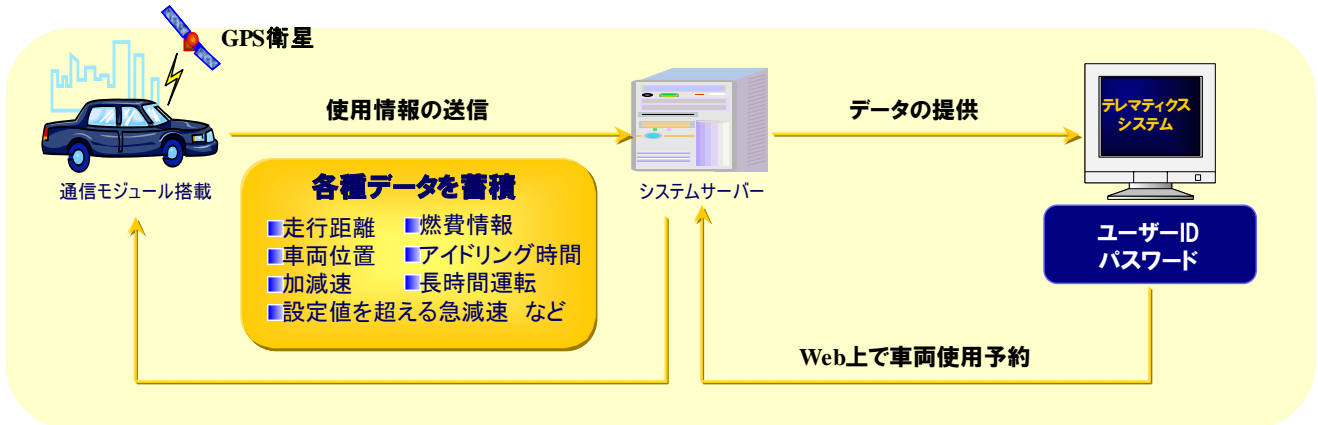 GPS衛星
使用情報の送信
データの提供
テレマティクス
システム
通信モジュール搭載
システムサーバー
各種データを蓄積
■走行距離 ■燃費情報
■車両位置 ■アイドリング時間
■加減速 ■長時間運転
■設定値を超える急減速 など
ユーザーID
パスワード
Web上で車両使用予約